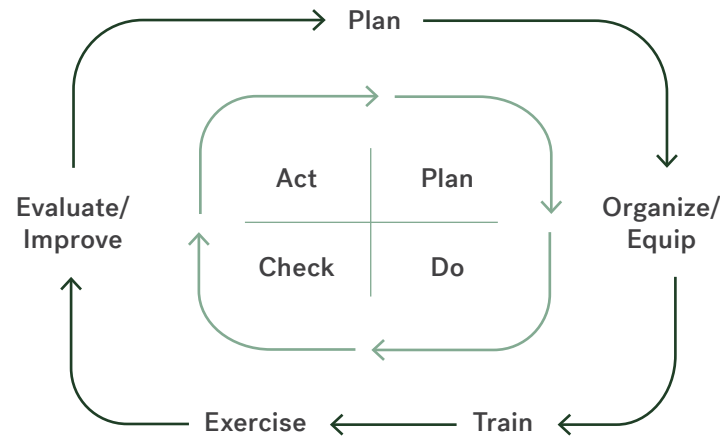 Plan
Act
Plan
Evaluate/
Improve
Organize/
Equip
Check
Do
Exercise
Train